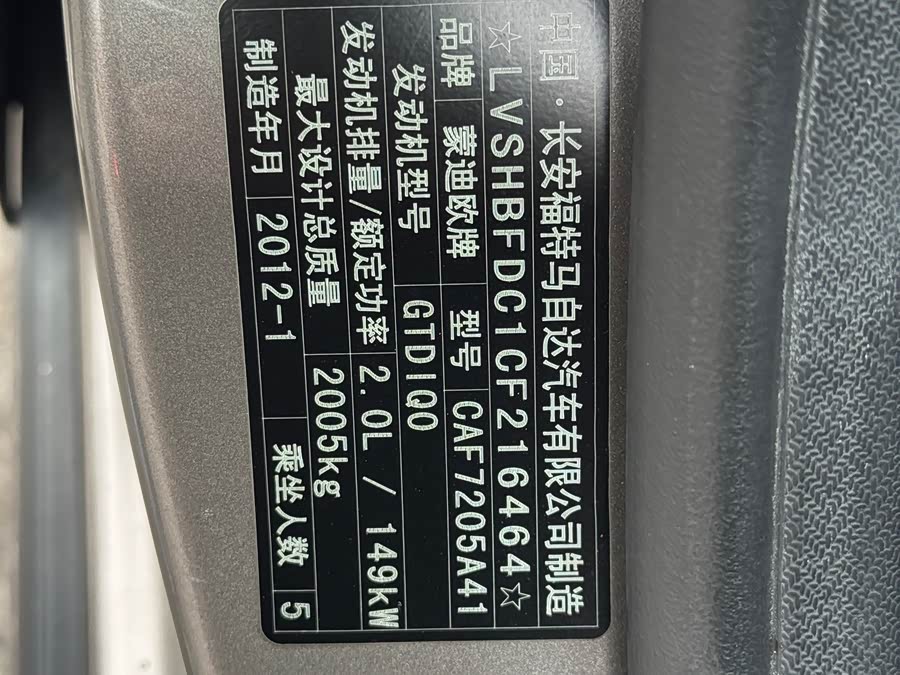 中国·长安福特马自达汽车有限公司制造
☆LVSHBFDC1CF216464☆
品牌 蒙迪欧牌 型号 CAF7205A41
发动机型号 GTDIQ0
发动机排量/额定功率 2.0L / 149kW
最大设计总质量 2005kg
制造年月 2012-1 乘坐人数 5